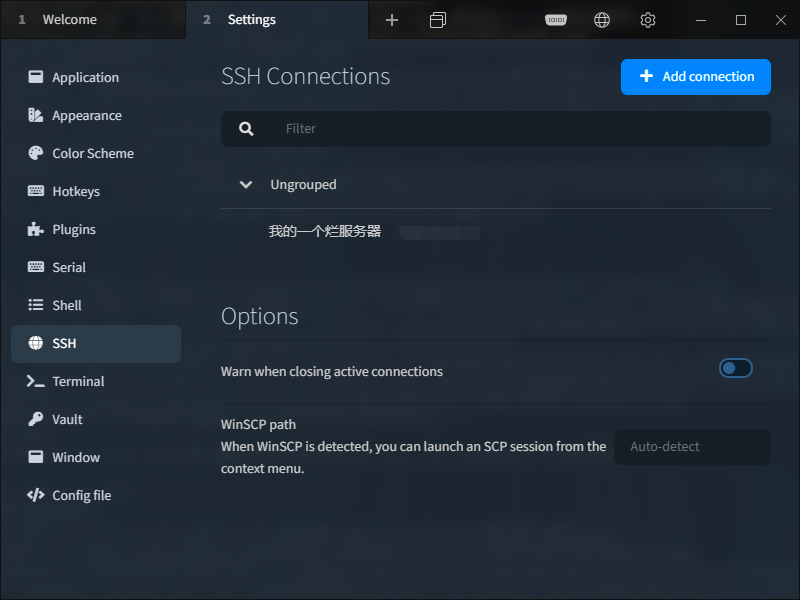 1 Welcome
2 Settings
Application
Appearance
Color Scheme
Hotkeys
Plugins
Serial
Shell
SSH
Terminal
Vault
Window
Config file
SSH Connections
Add connection
Filter
Ungrouped
我的一个烂服务器
Options
Warn when closing active connections
WinSCP path
When WinSCP is detected, you can launch an SCP session from the
context menu.
Auto-detect